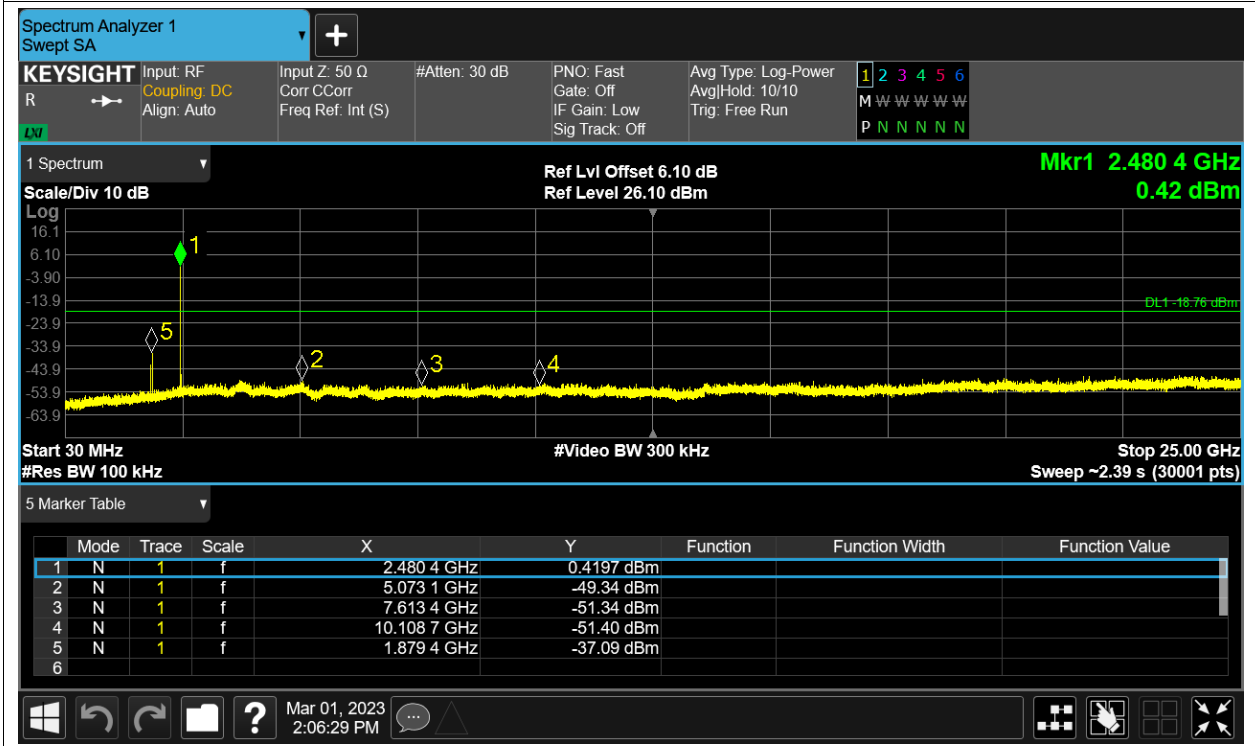 Spectrum Analyzer 1
Swept SA
KEYSIGHT
R
LXI
Input: RF
Coupling: DC
Align: Auto
Input Z: 50 Ω
Corr CCorr
Freq Ref: Int (S)
#Atten: 30 dB
PNO: Fast
Gate: Off
IF Gain: Low
Sig Track: Off
Avg Type: Log-Power
Avg|Hold: 10/10
Trig: Free Run
1 2 3 4 5 6
M W W W W W
P N N N N N
1 Spectrum
Scale/Div 10 dB
Ref Lvl Offset 6.10 dB
Ref Level 26.10 dBm
Mkr1 2.480 4 GHz
0.42 dBm
Log
16.1
6.10
-3.90
-13.9
-23.9
-33.9
-43.9
-53.9
-63.9
1
5
2
3
4
DL1 -18.76 dBm
Start 30 MHz
#Video BW 300 kHz
Stop 25.00 GHz
#Res BW 100 kHz
Sweep ~2.39 s (30001 pts)
5 Marker Table
Mode Trace Scale X Y Function Function Width Function Value
1 N 1 f 2.480 4 GHz 0.4197 dBm
2 N 1 f 5.073 1 GHz -49.34 dBm
3 N 1 f 7.613 4 GHz -51.34 dBm
4 N 1 f 10.108 7 GHz -51.40 dBm
5 N 1 f 1.879 4 GHz -37.09 dBm
6
?
Mar 01, 2023
2:06:29 PM